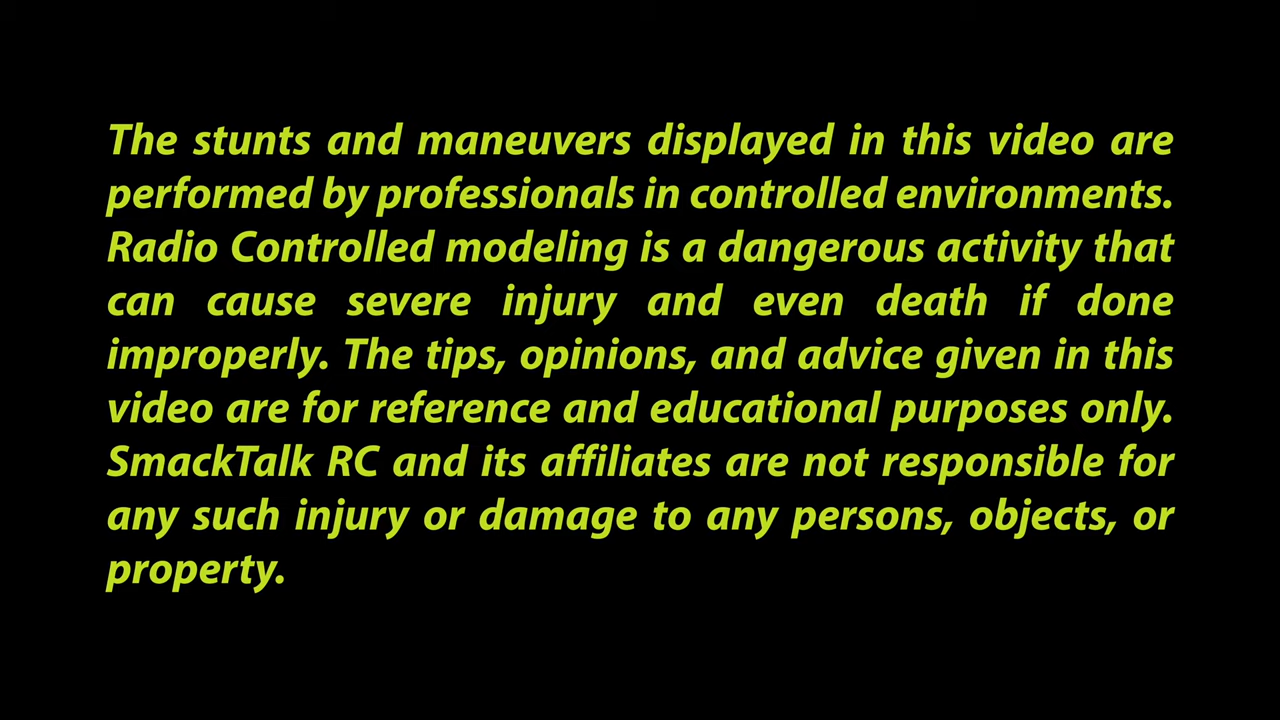 The stunts and maneuvers displayed in this video are
performed by professionals in controlled environments.
Radio Controlled modeling is a dangerous activity that
can cause severe injury and even death if done
improperly. The tips, opinions, and advice given in this
video are for reference and educational purposes only.
SmackTalk RC and its affiliates are not responsible for
any such injury or damage to any persons, objects, or
property.